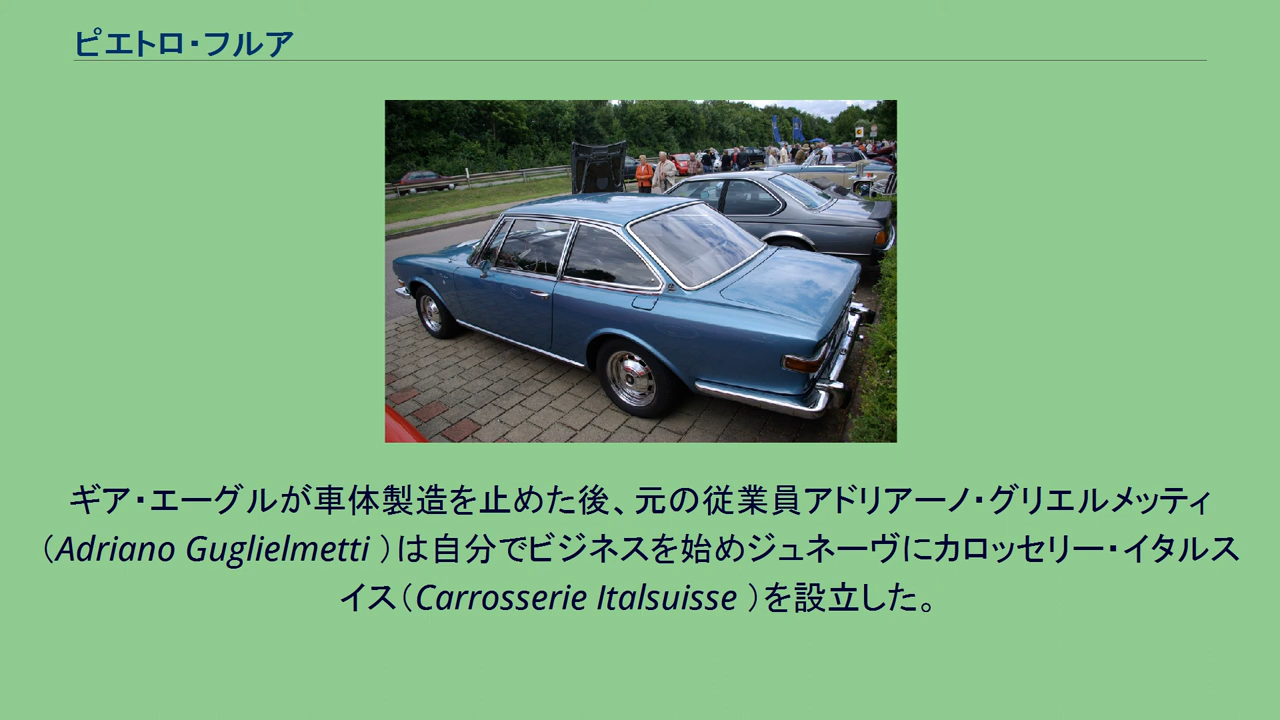 ピエトロ・フルア
ギア・エーグルが車体製造を止めた後、元の従業員アドリアーノ・グリエルメッティ
（Adriano Guglielmetti ）は自分でビジネスを始めジュネーヴにカロッセリー・イタルス
イス（Carrosserie Italsuisse ）を設立した。